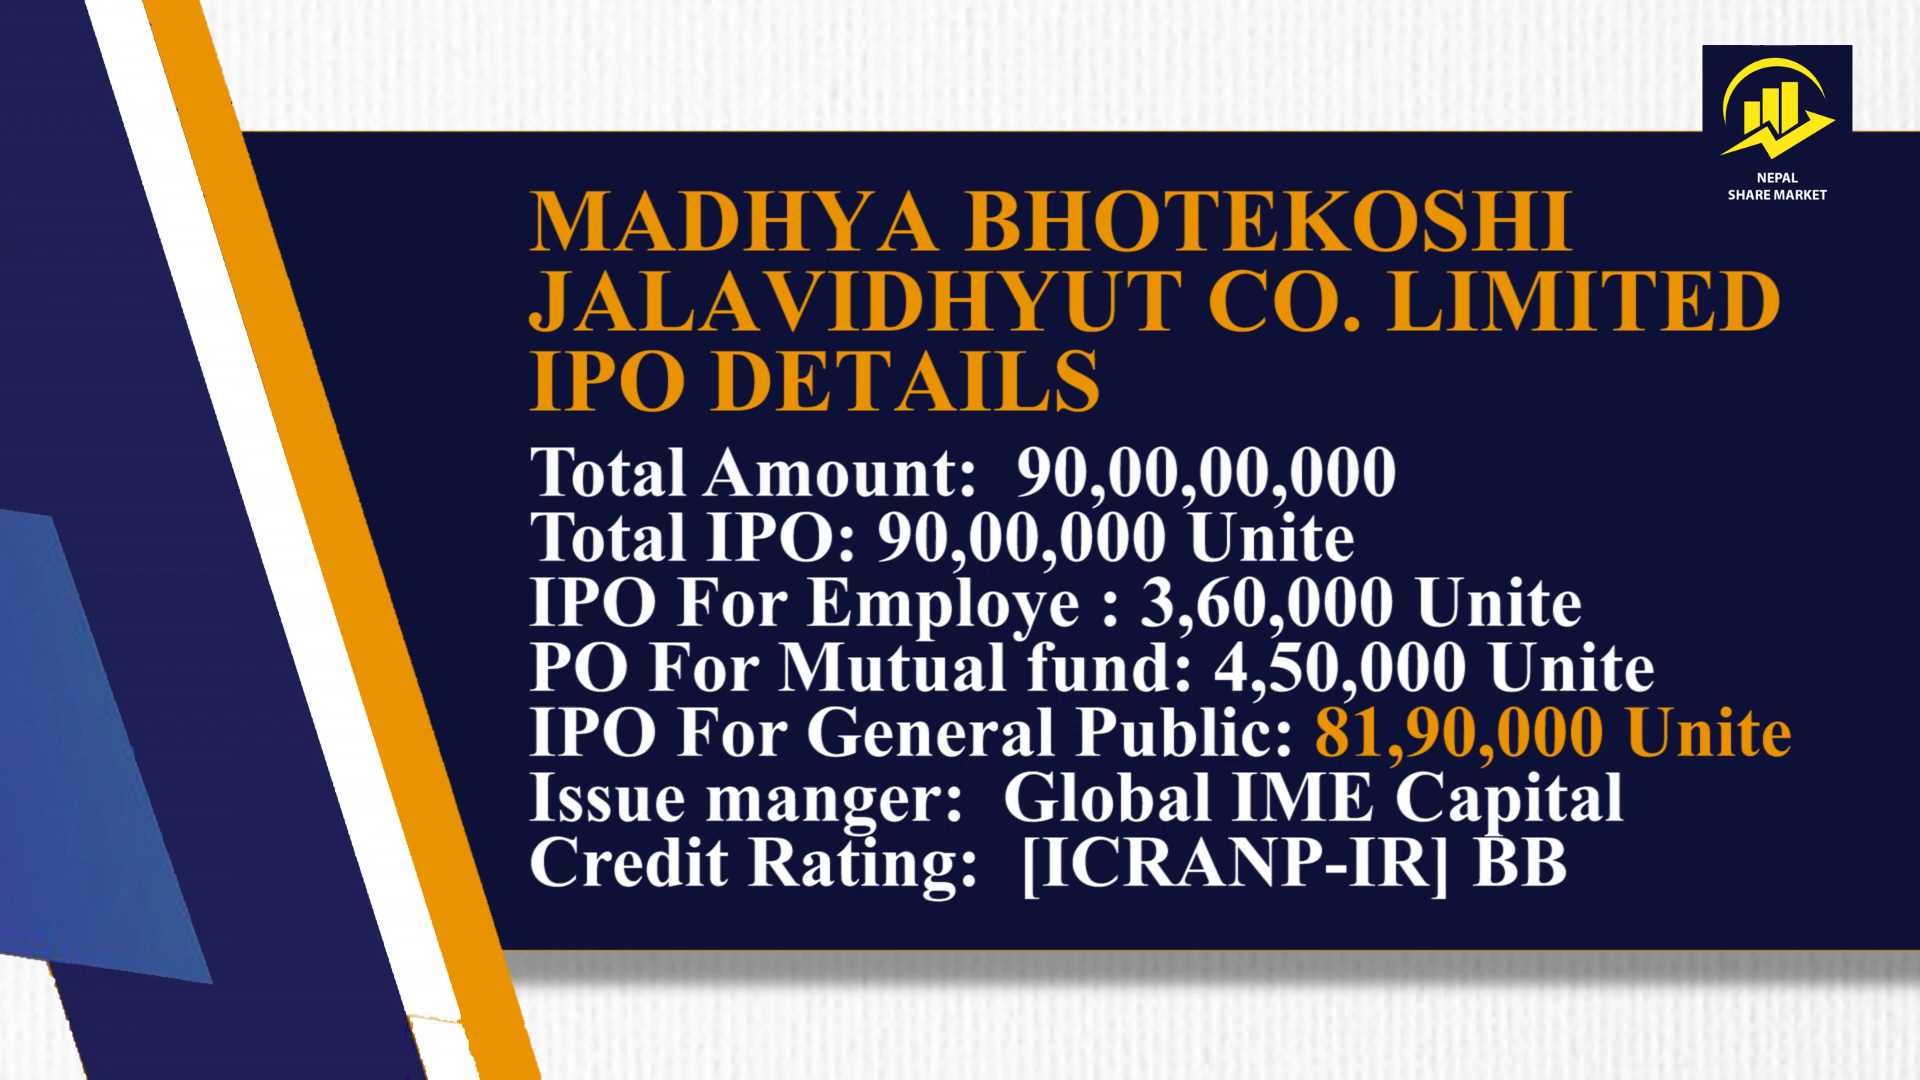 NEPAL
SHARE MARKET
MADHYA BHOTEKOSHI
JALAVIDHYUT CO. LIMITED
IPO DETAILS
Total Amount: 90,00,00,000
Total IPO: 90,00,000 Unite
IPO For Employe : 3,60,000 Unite
PO For Mutual fund: 4,50,000 Unite
IPO For General Public: 81,90,000 Unite
Issue manger: Global IME Capital
Credit Rating: [ICRANP-IR] BB